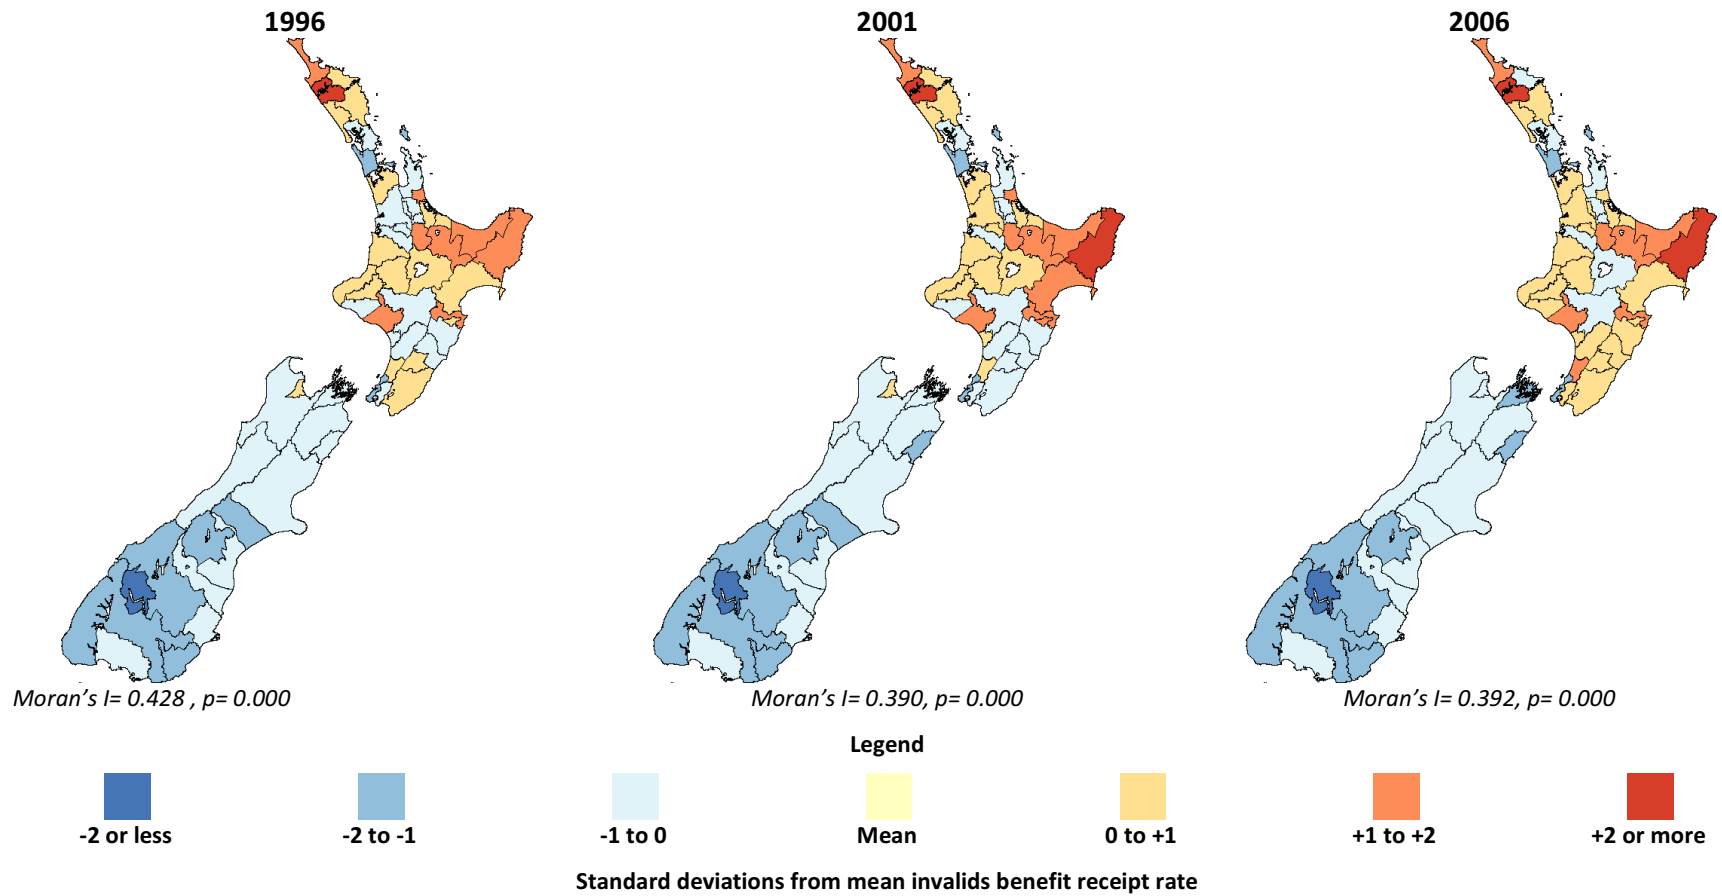 1996
2001
2006
Moran's I= 0.428 , p= 0.000
Moran's I= 0.390, p= 0.000
Moran's I= 0.392, p= 0.000
Legend
-2 or less
-2 to -1
-1 to 0
Mean
0 to +1
+1 to +2
+2 or more
Standard deviations from mean invalids benefit receipt rate